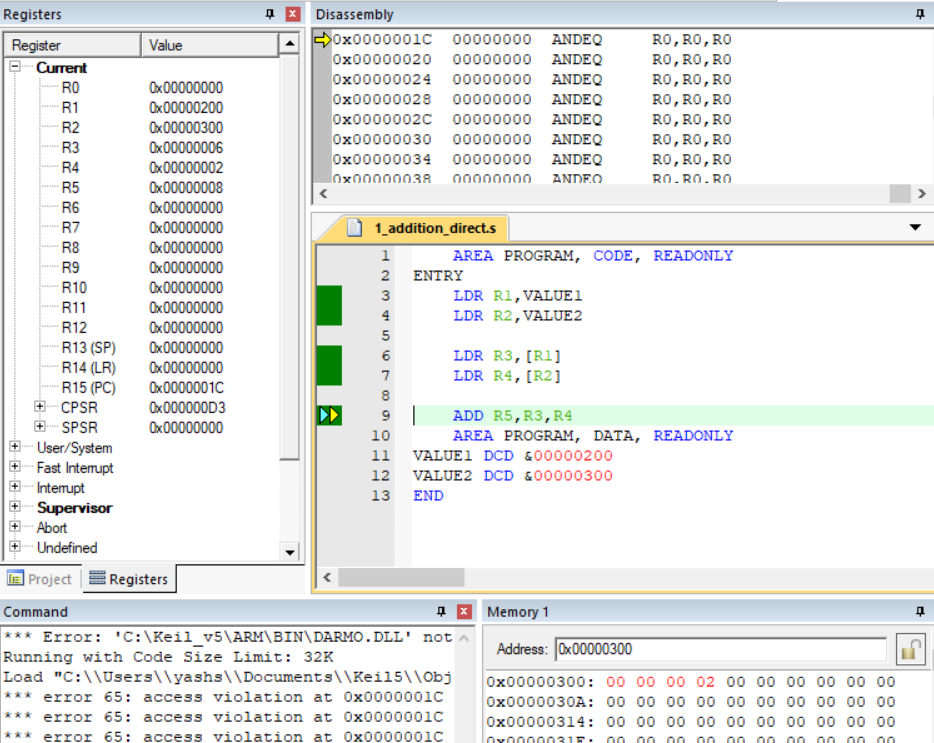 Registers
Register Value
Current
R0 0x00000000
R1 0x00000200
R2 0x00000300
R3 0x00000006
R4 0x00000002
R5 0x00000008
R6 0x00000000
R7 0x00000000
R8 0x00000000
R9 0x00000000
R10 0x00000000
R11 0x00000000
R12 0x00000000
R13 (SP) 0x00000000
R14 (LR) 0x00000000
R15 (PC) 0x0000001C
CPSR 0x000000D3
SPSR 0x00000000
User/System
Fast Interrupt
Interrupt
Supervisor
Abort
Undefined
Project Registers
Disassembly
0x0000001C 00000000 ANDEQ R0,R0,R0
0x00000020 00000000 ANDEQ R0,R0,R0
0x00000024 00000000 ANDEQ R0,R0,R0
0x00000028 00000000 ANDEQ R0,R0,R0
0x0000002C 00000000 ANDEQ R0,R0,R0
0x00000030 00000000 ANDEQ R0,R0,R0
0x00000034 00000000 ANDEQ R0,R0,R0
0x00000038 00000000 ANDEQ R0,R0,R0
1_addition_direct.s
1 AREA PROGRAM, CODE, READONLY
2 ENTRY
3 LDR R1,VALUE1
4 LDR R2,VALUE2
5
6 LDR R3,[R1]
7 LDR R4,[R2]
8
9 ADD R5,R3,R4
10 AREA PROGRAM, DATA, READONLY
11 VALUE1 DCD &00000200
12 VALUE2 DCD &00000300
13 END
Command
*** Error: 'C:\Keil_v5\ARM\BIN\DARMO.DLL' not
Running with Code Size Limit: 32K
Load "C:\\Users\\yashs\\Documents\\Keil5\\Obj
*** error 65: access violation at 0x0000001C
*** error 65: access violation at 0x0000001C
*** error 65: access violation at 0x0000001C
Memory 1
Address: 0x00000300
0x00000300: 00 00 00 02 00 00 00 00 00 00
0x0000030A: 00 00 00 00 00 00 00 00 00 00
0x00000314: 00 00 00 00 00 00 00 00 00 00
0x0000031E: 00 00 00 00 00 00 00 00 00 00